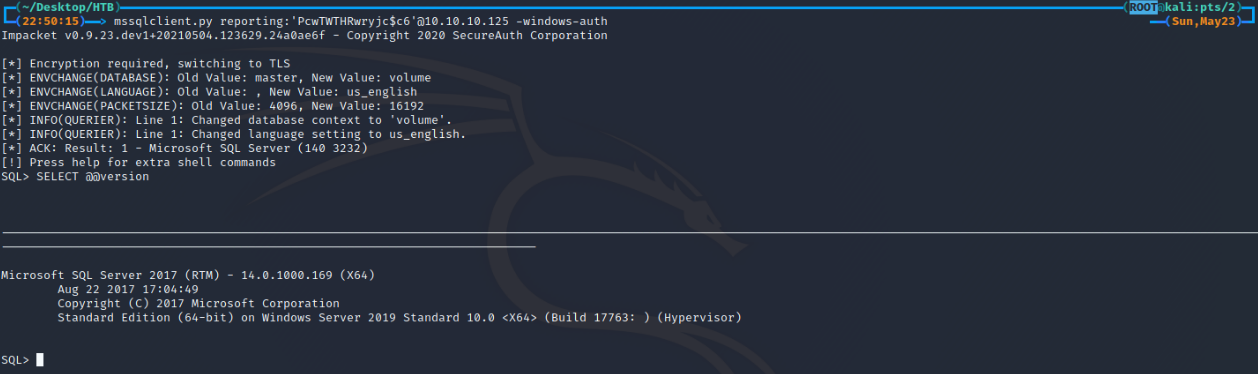 (~/Desktop/HTB) (ROOT@kali:pts/2)
(22:50:15)──> mssqlclient.py reporting:'PcwTWTHRwryjc$c6'@10.10.10.125 -windows-auth (Sun,May23)
Impacket v0.9.23.dev1+20210504.123629.24a0ae6f - Copyright 2020 SecureAuth Corporation
[*] Encryption required, switching to TLS
[*] ENVCHANGE(DATABASE): Old Value: master, New Value: volume
[*] ENVCHANGE(LANGUAGE): Old Value: , New Value: us_english
[*] ENVCHANGE(PACKETSIZE): Old Value: 4096, New Value: 16192
[*] INFO(QUERIER): Line 1: Changed database context to 'volume'.
[*] INFO(QUERIER): Line 1: Changed language setting to us_english.
[*] ACK: Result: 1 - Microsoft SQL Server (140 3232)
[!] Press help for extra shell commands
SQL> SELECT @@version
Microsoft SQL Server 2017 (RTM) - 14.0.1000.169 (X64)
Aug 22 2017 17:04:49
Copyright (C) 2017 Microsoft Corporation
Standard Edition (64-bit) on Windows Server 2019 Standard 10.0 <X64> (Build 17763: ) (Hypervisor)
SQL>